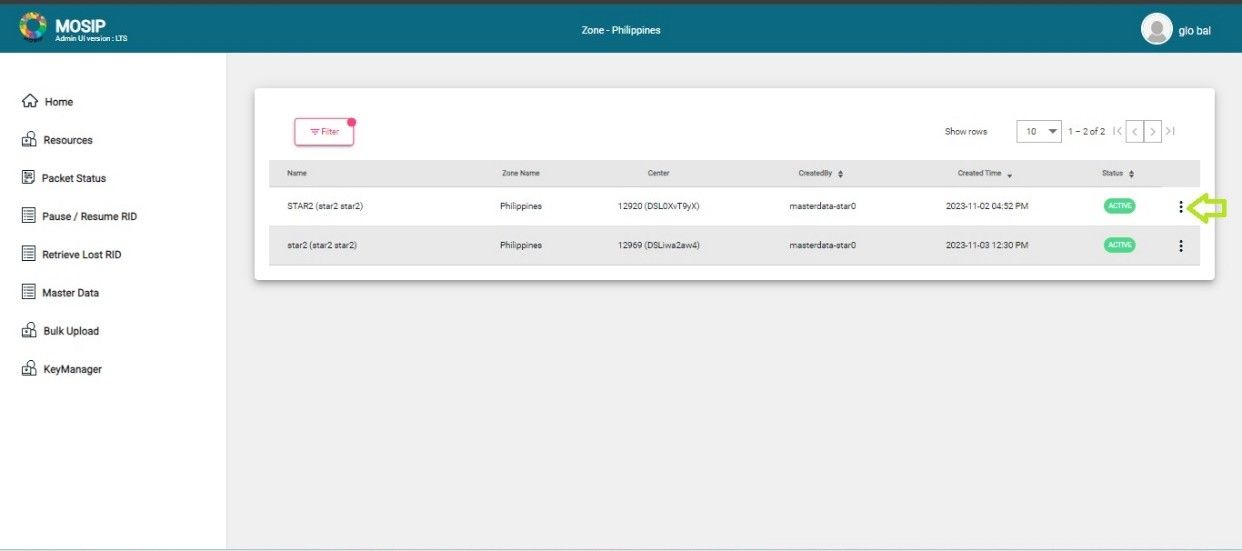 MOSIP
Admin UI version : LTS
Zone - Philippines
glo bal
Home
Resources
Packet Status
Pause / Resume RID
Retrieve Lost RID
Master Data
Bulk Upload
KeyManager
Filter
Show rows 10 1 – 2 of 2
Name Zone Name Center CreatedBy Created Time Status
STAR2 (star2 star2) Philippines 12920 (DSL0XvT9yX) masterdata-star0 2023-11-02 04:52 PM ACTIVE
star2 (star2 star2) Philippines 12969 (DSLiwa2aw4) masterdata-star0 2023-11-03 12:30 PM ACTIVE